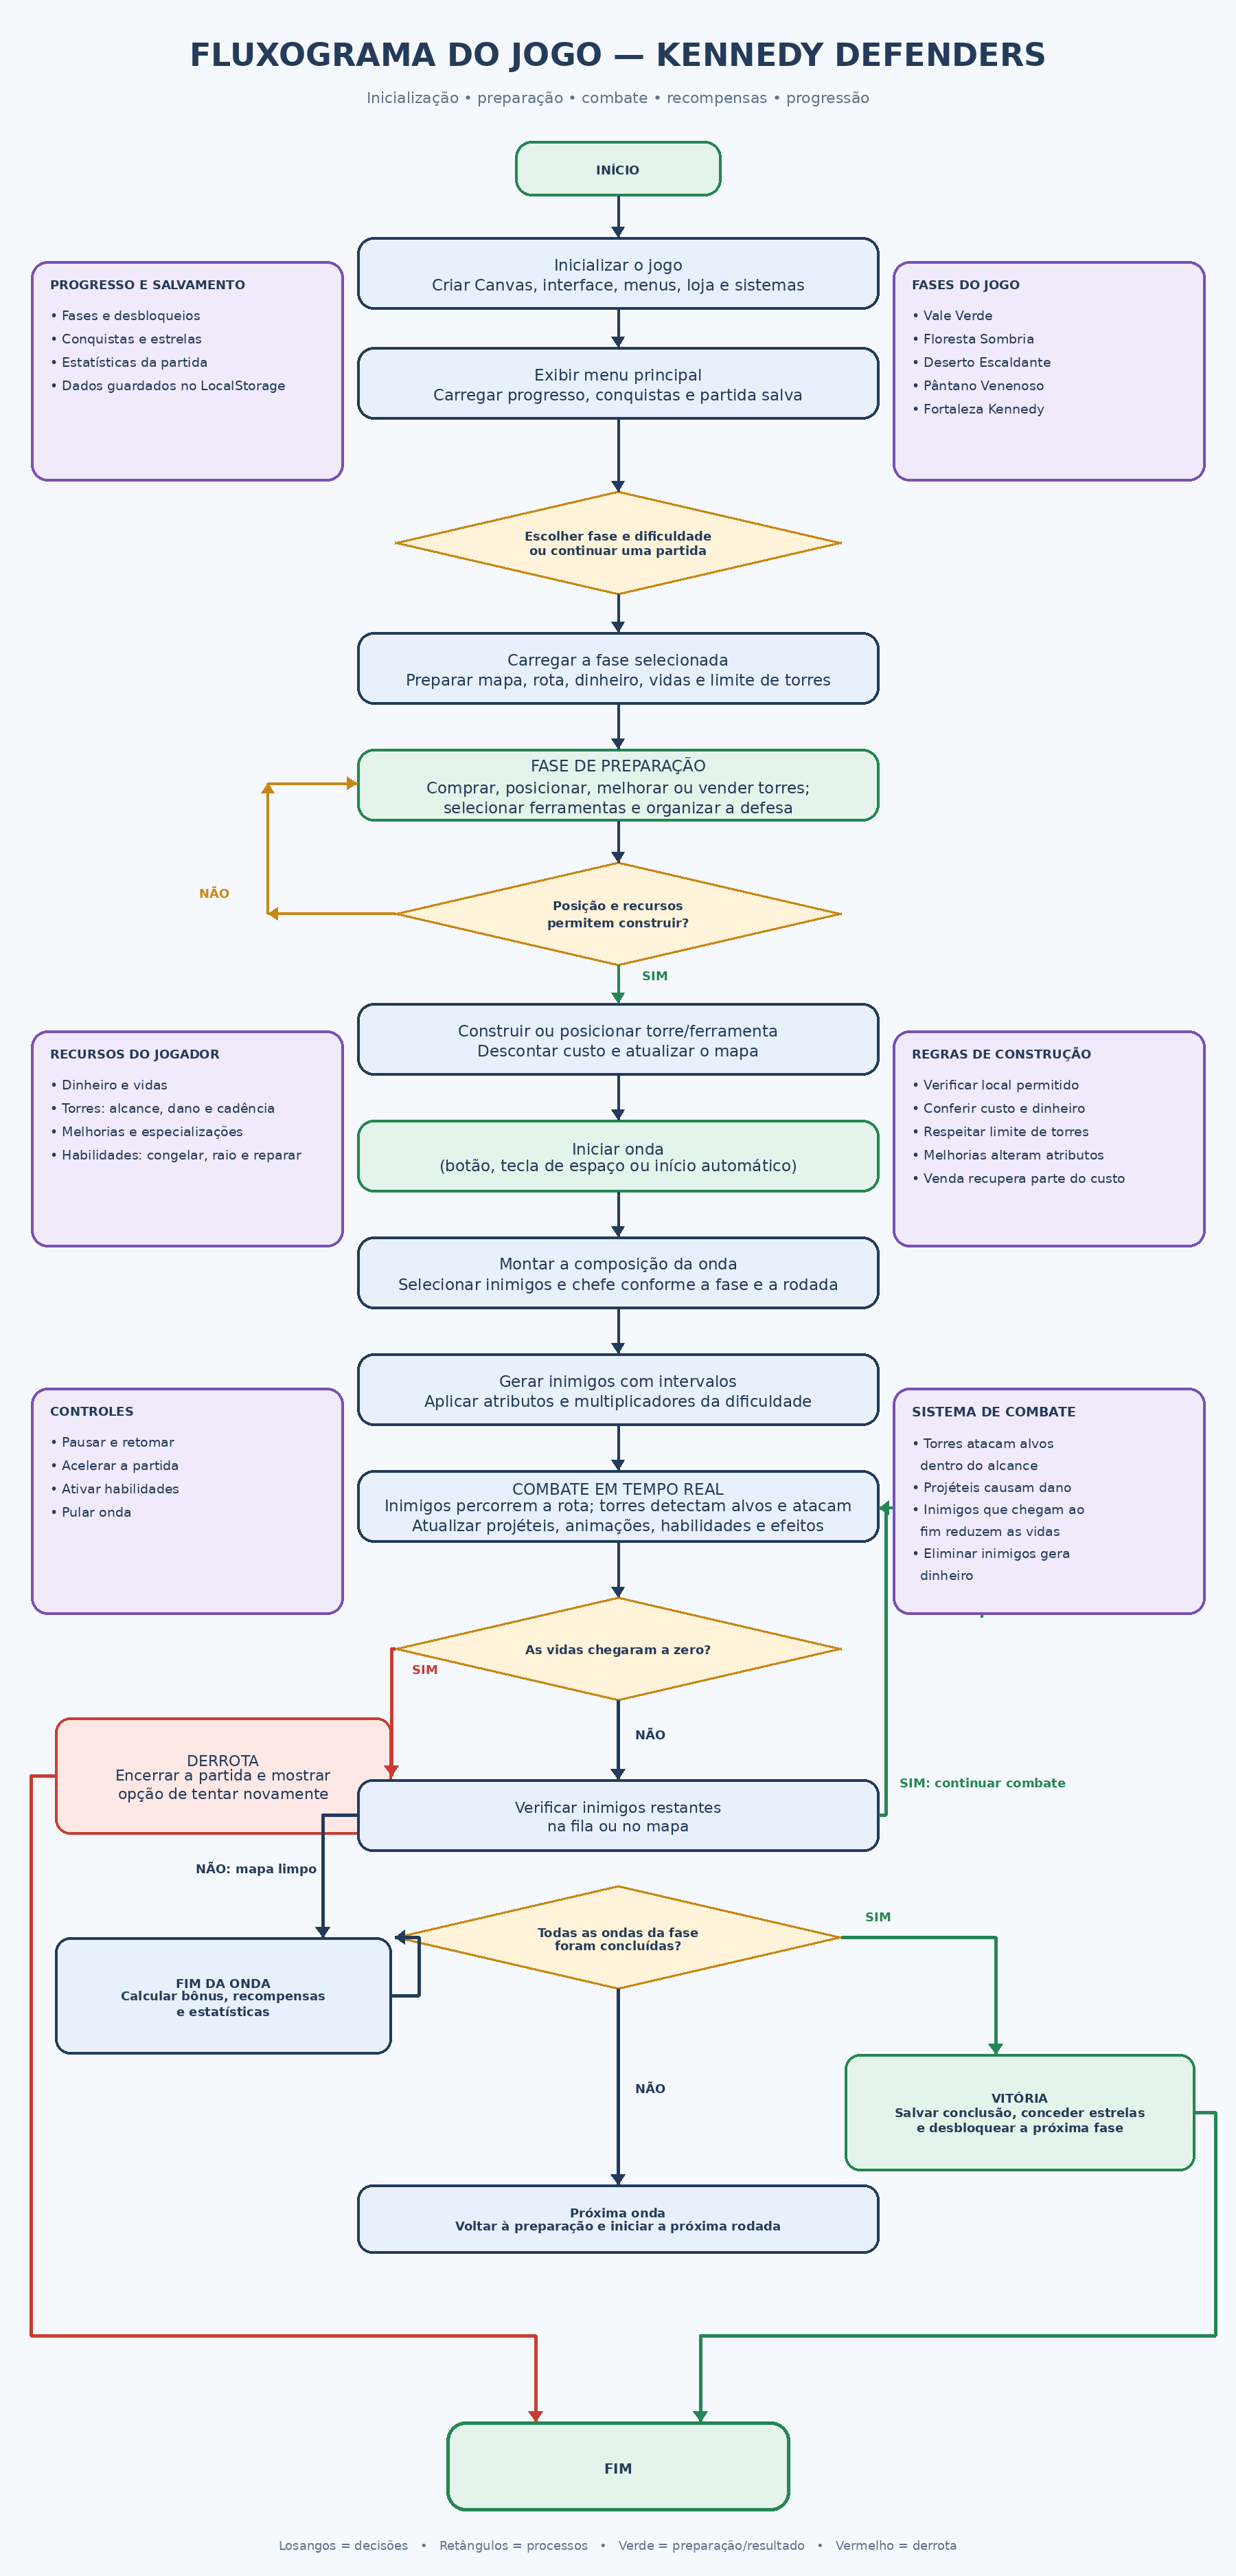 FLUXOGRAMA DO JOGO — KENNEDY DEFENDERS
Inicialização • preparação • combate • recompensas • progressão
INÍCIO
Inicializar o jogo
Criar Canvas, interface, menus, loja e sistemas
PROGRESSO E SALVAMENTO
• Fases e desbloqueios
• Conquistas e estrelas
• Estatísticas da partida
• Dados guardados no LocalStorage
FASES DO JOGO
• Vale Verde
• Floresta Sombria
• Deserto Escaldante
• Pântano Venenoso
• Fortaleza Kennedy
Exibir menu principal
Carregar progresso, conquistas e partida salva
Escolher fase e dificuldade
ou continuar uma partida
Carregar a fase selecionada
Preparar mapa, rota, dinheiro, vidas e limite de torres
FASE DE PREPARAÇÃO
Comprar, posicionar, melhorar ou vender torres;
selecionar ferramentas e organizar a defesa
NÃO
Posição e recursos
permitem construir?
SIM
Construir ou posicionar torre/ferramenta
Descontar custo e atualizar o mapa
RECURSOS DO JOGADOR
• Dinheiro e vidas
• Torres: alcance, dano e cadência
• Melhorias e especializações
• Habilidades: congelar, raio e reparar
REGRAS DE CONSTRUÇÃO
• Verificar local permitido
• Conferir custo e dinheiro
• Respeitar limite de torres
• Melhorias alteram atributos
• Venda recupera parte do custo
Iniciar onda
(botão, tecla de espaço ou início automático)
Montar a composição da onda
Selecionar inimigos e chefe conforme a fase e a rodada
Gerar inimigos com intervalos
Aplicar atributos e multiplicadores da dificuldade
CONTROLES
• Pausar e retomar
• Acelerar a partida
• Ativar habilidades
• Pular onda
SISTEMA DE COMBATE
• Torres atacam alvos
dentro do alcance
• Projéteis causam dano
• Inimigos que chegam ao
fim reduzem as vidas
• Eliminar inimigos gera
dinheiro
COMBATE EM TEMPO REAL
Inimigos percorrem a rota; torres detectam alvos e atacam
Atualizar projéteis, animações, habilidades e efeitos
As vidas chegaram a zero?
SIM
NÃO
DERROTA
Encerrar a partida e mostrar
opção de tentar novamente
SIM: continuar combate
Verificar inimigos restantes
na fila ou no mapa
NÃO: mapa limpo
Todas as ondas da fase
foram concluídas?
SIM
FIM DA ONDA
Calcular bônus, recompensas
e estatísticas
NÃO
VITÓRIA
Salvar conclusão, conceder estrelas
e desbloquear a próxima fase
Próxima onda
Voltar à preparação e iniciar a próxima rodada
FIM
Losangos = decisões • Retângulos = processos • Verde = preparação/resultado • Vermelho = derrota